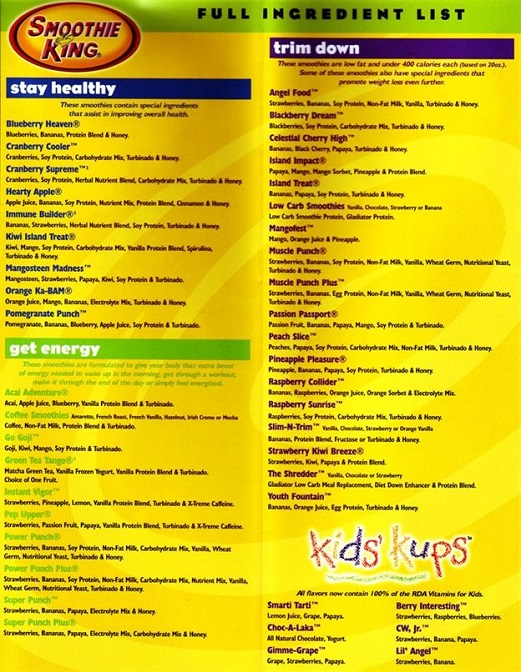 SMOOTHIE
KING®
FULL INGREDIENT LIST
stay healthy
These smoothies contain special ingredients
that assist in improving overall health.
Blueberry Heaven®
Blueberries, Bananas, Protein Blend & Honey.
Cranberry Cooler™
Cranberries, Soy Protein, Carbohydrate Mix, Turbinado & Honey.
Cranberry Supreme™²
Cranberries, Soy Protein, Herbal Nutrient Blend, Carbohydrate Mix, Turbinado & Honey.
Hearty Apple®
Apple Juice, Bananas, Soy Protein, Nutrient Mix, Protein Blend, Cinnamon & Honey.
Immune Builder®²
Bananas, Strawberries, Herbal Nutrient Blend, Soy Protein, Turbinado & Honey.
Kiwi Island Treat®
Kiwi, Mango, Soy Protein, Carbohydrate Mix, Vanilla Protein Blend, Spirulina,
Turbinado & Honey.
Mangosteen Madness™
Mangosteen, Strawberries, Papaya, Kiwi, Soy Protein & Turbinado.
Orange Ka-BAM®
Orange Juice, Mango, Bananas, Electrolyte Mix, Turbinado & Honey.
Pomegranate Punch™
Pomegranate, Bananas, Blueberry, Apple Juice, Soy Protein & Turbinado.
get energy
These smoothies are formulated to give your body that extra boost
of energy needed to wake up in the morning, get through a workout,
make it through the end of the day or simply feel energized.
Acai Adventure®
Acai, Apple Juice, Blueberry, Vanilla Protein Blend & Turbinado.
Coffee Smoothies Amaretto, French Roast, French Vanilla, Hazelnut, Irish Creme or Mocha
Coffee, Non-Fat Milk, Protein Blend & Turbinado.
Go Goji™
Goji, Kiwi, Mango, Soy Protein & Turbinado.
Green Tea Tango®²
Matcha Green Tea, Vanilla Frozen Yogurt, Vanilla Protein Blend & Turbinado.
Choice of One Fruit.
Instant Vigor™
Strawberries, Pineapple, Lemon, Vanilla Protein Blend, Turbinado & X-Treme Caffeine.
Pep Upper®
Strawberries, Passion Fruit, Papaya, Vanilla Protein Blend, Turbinado & X-Treme Caffeine.
Power Punch®
Strawberries, Bananas, Soy Protein, Non-Fat Milk, Carbohydrate Mix, Vanilla, Wheat
Germ, Nutritional Yeast, Turbinado & Honey.
Power Punch Plus®
Strawberries, Bananas, Soy Protein, Non-Fat Milk, Carbohydrate Mix, Nutrient Mix, Vanilla,
Wheat Germ, Nutritional Yeast, Turbinado & Honey.
Super Punch™
Strawberries, Bananas, Papaya, Electrolyte Mix & Honey.
Super Punch Plus®
Strawberries, Bananas, Papaya, Electrolyte Mix, Carbohydrate Mix & Honey.
trim down
These smoothies are low fat and under 400 calories each (based on 20oz.).
Some of these smoothies also have special ingredients that
promote weight loss even further.
Angel Food™
Strawberries, Bananas, Soy Protein, Non-Fat Milk, Vanilla, Turbinado & Honey.
Blackberry Dream™
Blackberries, Soy Protein, Carbohydrate Mix, Turbinado & Honey.
Celestial Cherry High™
Bananas, Black Cherry, Papaya, Turbinado & Honey.
Island Impact®
Papaya, Mango, Mango Sorbet, Pineapple & Protein Blend.
Island Treat®
Bananas, Papaya, Soy Protein, Turbinado & Honey.
Low Carb Smoothies Vanilla, Chocolate, Strawberry or Banana
Low Carb Smoothie Protein, Gladiator Protein.
Mangofest™
Mango, Orange Juice & Pineapple.
Muscle Punch®
Strawberries, Bananas, Soy Protein, Non-Fat Milk, Vanilla, Wheat Germ, Nutritional Yeast,
Turbinado & Honey.
Muscle Punch Plus™
Strawberries, Bananas, Egg Protein, Non-Fat Milk, Vanilla, Wheat Germ, Nutritional Yeast,
Turbinado & Honey.
Passion Passport®
Passion Fruit, Bananas, Papaya, Mango, Soy Protein & Turbinado.
Peach Slice™
Peaches, Papaya, Soy Protein, Carbohydrate Mix, Non-Fat Milk, Turbinado & Honey.
Pineapple Pleasure®
Pineapple, Bananas, Papaya, Soy Protein, Turbinado & Honey.
Raspberry Collider™
Bananas, Raspberries, Orange Juice, Orange Sorbet & Electrolyte Mix.
Raspberry Sunrise™
Raspberries, Soy Protein, Carbohydrate Mix, Turbinado & Honey.
Slim-N-Trim™ Vanilla, Chocolate, Strawberry or Orange Vanilla
Bananas, Protein Blend, Fructose or Turbinado & Honey.
Strawberry Kiwi Breeze®
Strawberries, Kiwi, Papaya & Protein Blend.
The Shredder™ Vanilla, Chocolate or Strawberry
Gladiator Low Carb Meal Replacement, Diet Down Enhancer & Protein Blend.
Youth Fountain™
Bananas, Orange Juice, Egg Protein, Turbinado & Honey.
kids' kups™
All flavors now contain 100% of the RDA Vitamins for Kids.
Smarti Tarti™
Lemon Juice, Grape, Papaya.
Choc-A-Laka™
All Natural Chocolate, Yogurt.
Gimme-Grape™
Grape, Strawberries, Papaya.
Berry Interesting™
Strawberries, Raspberries, Blueberries.
CW, Jr.™
Strawberries, Banana, Papaya.
Lil' Angel™
Strawberries, Banana.